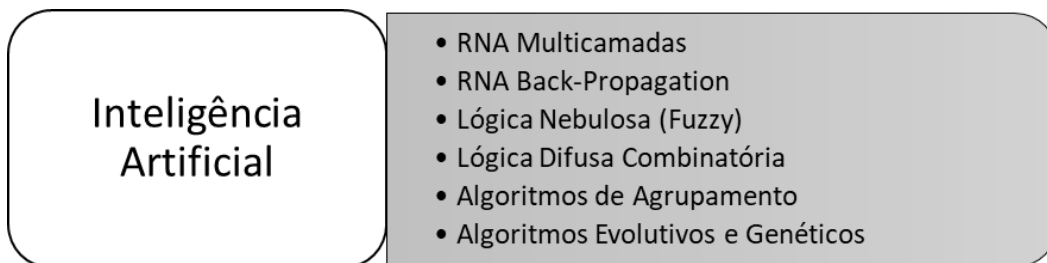 Inteligência
Artificial
• RNA Multicamadas
• RNA Back-Propagation
• Lógica Nebulosa (Fuzzy)
• Lógica Difusa Combinatória
• Algoritmos de Agrupamento
• Algoritmos Evolutivos e Genéticos